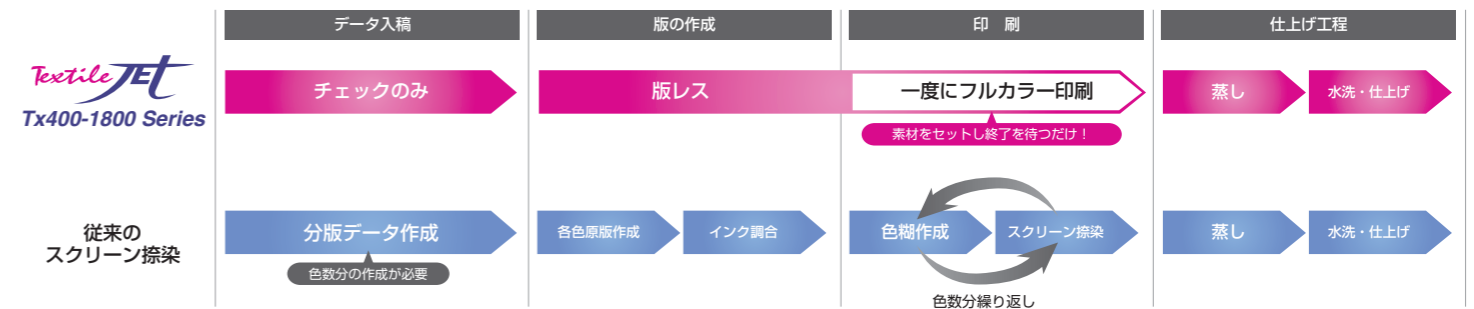 データ入稿
版の作成
印　刷
仕上げ工程
Textile JET
Tx400-1800 Series
チェックのみ
版レス
一度にフルカラー印刷
素材をセットし終了を待つだけ！
蒸し
水洗・仕上げ
従来の
スクリーン捺染
分版データ作成
色数分の作成が必要
各色原版作成
インク調合
色糊作成
スクリーン捺染
色数分繰り返し
蒸し
水洗・仕上げ